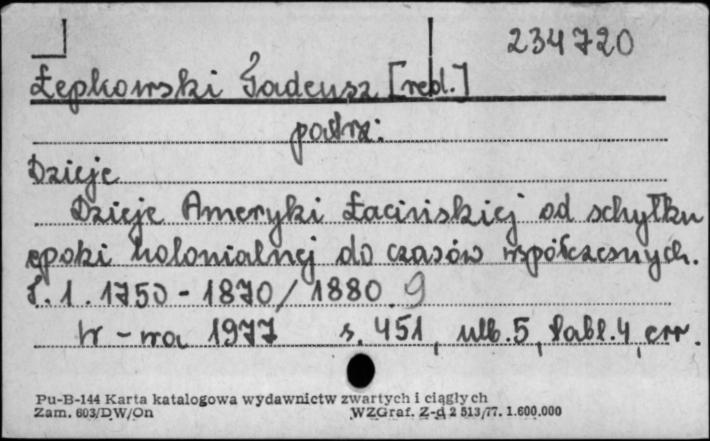 234720
Łepkowski Tadeusz [red.]
patrz:
Dzieje
Dzieje Ameryki Łacińskiej od schyłku
epoki kolonialnej do czasów współczesnych.
T. 1. 1750 - 1870/1880. 9
W-wa 1977 s. 451, nlb. 5, tabl. 4, err.
Pu-B-144 Karta katalogowa wydawnictw zwartych i ciągłych
Zam. 603/DW/On WZGraf. Z-d 2 513/77. 1.600.000